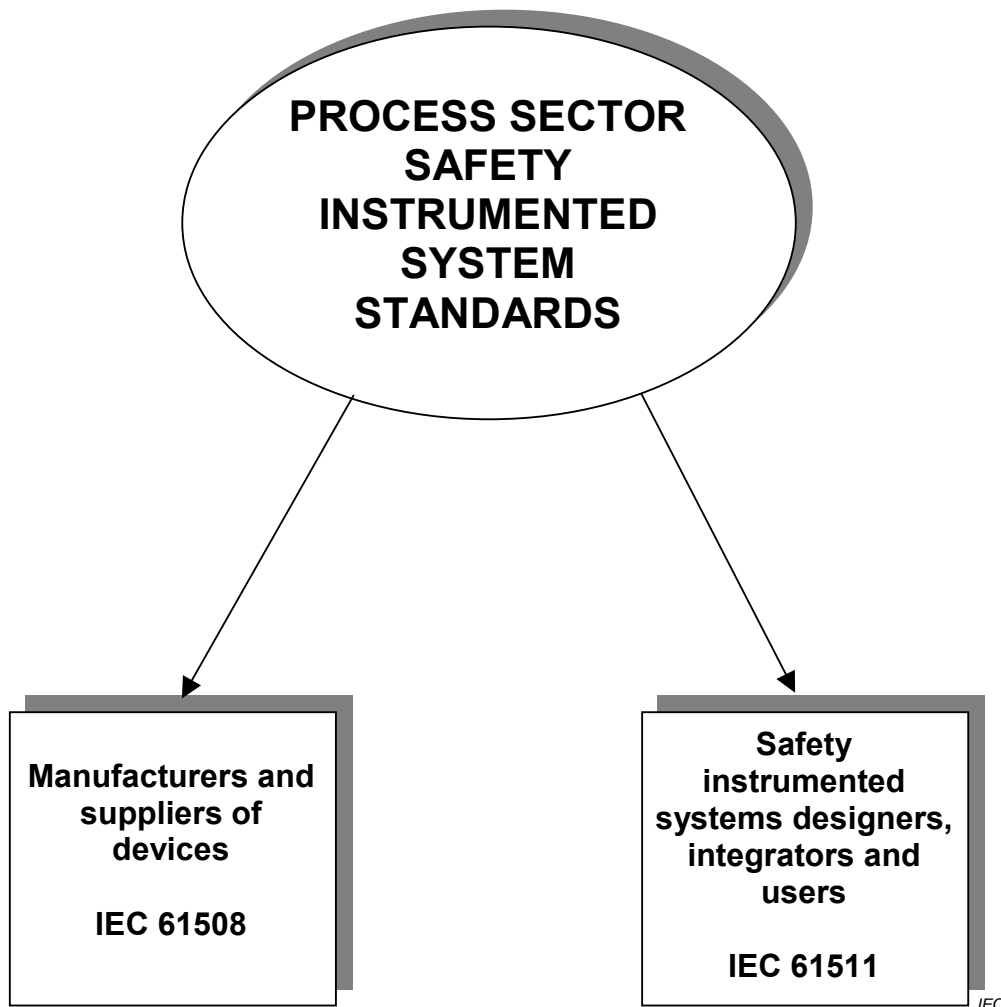 PROCESS SECTOR
SAFETY
INSTRUMENTED
SYSTEM
STANDARDS
Manufacturers and
suppliers of
devices
IEC 61508
Safety
instrumented
systems designers,
integrators and
users
IEC 61511
IEC